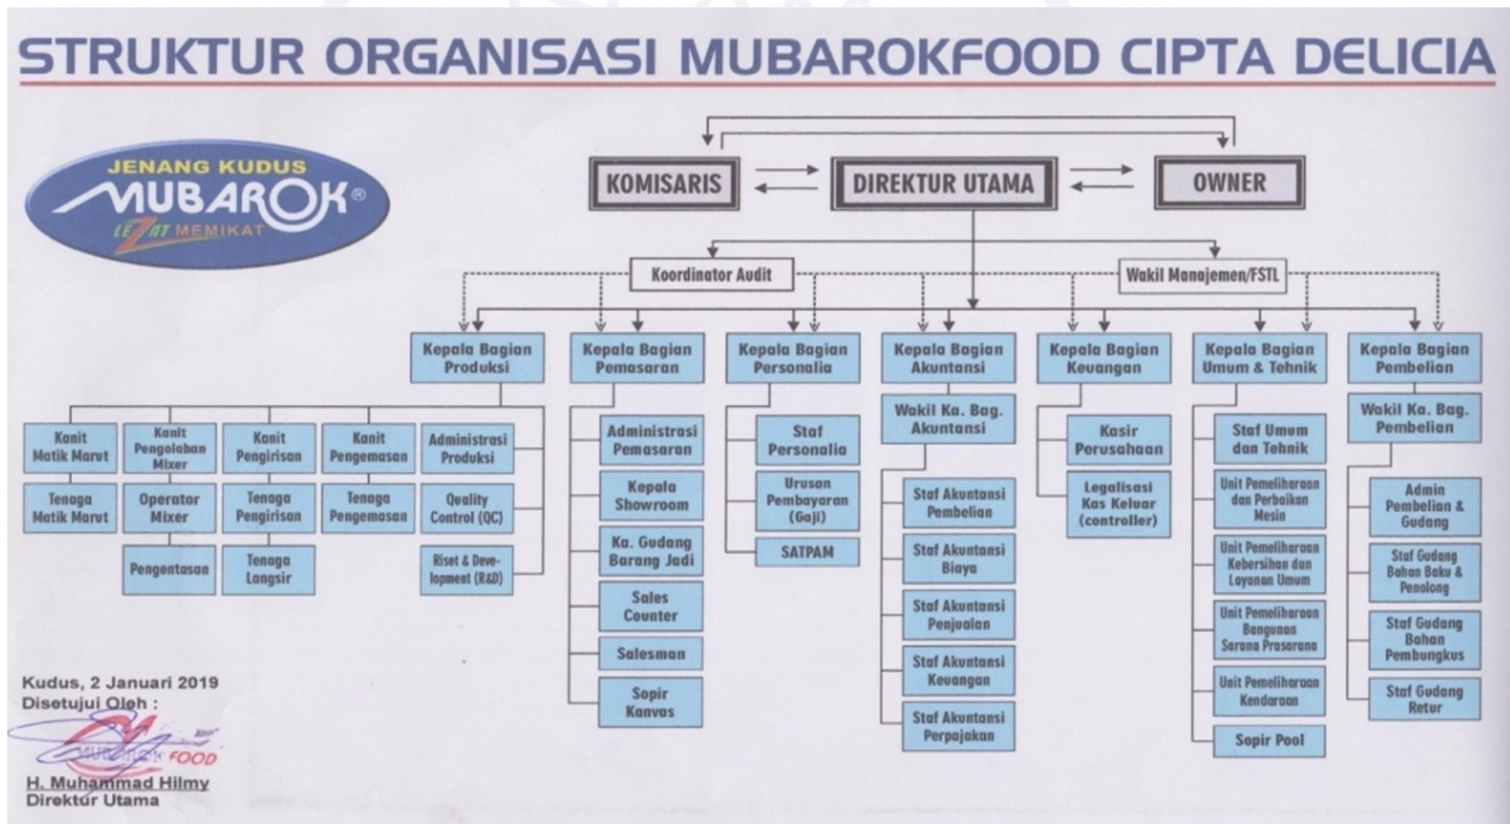 STRUKTUR ORGANISASI MUBAROKFOOD CIPTA DELICIA
JENANG KUDUS
MUBAROK®
LEZAT MEMIKAT
KOMISARIS
DIREKTUR UTAMA
OWNER
Koordinator Audit
Wakil Manajemen/FSTL
Kepala Bagian
Produksi
Kepala Bagian
Pemasaran
Kepala Bagian
Personalia
Kepala Bagian
Akuntansi
Kepala Bagian
Keuangan
Kepala Bagian
Umum & Tehnik
Kepala Bagian
Pembelian
Kanit
Matik Marut
Tenaga
Matik Marut
Kanit
Pengolahan
Mixer
Operator
Mixer
Pengentasan
Kanit
Pengirisan
Tenaga
Pengirisan
Tenaga
Langsir
Kanit
Pengemasan
Tenaga
Pengemasan
Administrasi
Produksi
Quality
Control (QC)
Riset & Deve-
lopment (R&D)
Administrasi
Pemasaran
Kepala
Showroom
Ka. Gudang
Barang Jadi
Sales
Counter
Salesman
Sopir
Kanvas
Staf
Personalia
Urusan
Pembayaran
(Gaji)
SATPAM
Wakil Ka. Bag.
Akuntansi
Staf Akuntansi
Pembelian
Staf Akuntansi
Biaya
Staf Akuntansi
Penjualan
Staf Akuntansi
Keuangan
Staf Akuntansi
Perpajakan
Kasir
Perusahaan
Legalisasi
Kas Keluar
(controller)
Staf Umum
dan Tehnik
Unit Pemeliharaan
dan Perbaikan
Mesin
Unit Pemeliharaan
Kebersihan dan
Layanan Umum
Unit Pemeliharaan
Bangunan
Sarana Prasarana
Unit Pemeliharaan
Kendaraan
Sopir Pool
Wakil Ka. Bag.
Pembelian
Admin
Pembelian &
Gudang
Staf Gudang
Bahan Baku &
Penolong
Staf Gudang
Bahan
Pembungkus
Staf Gudang
Retur
Kudus, 2 Januari 2019
Disetujui Oleh :
MUBAROK FOOD
H. Muhammad Hilmy
Direktur Utama